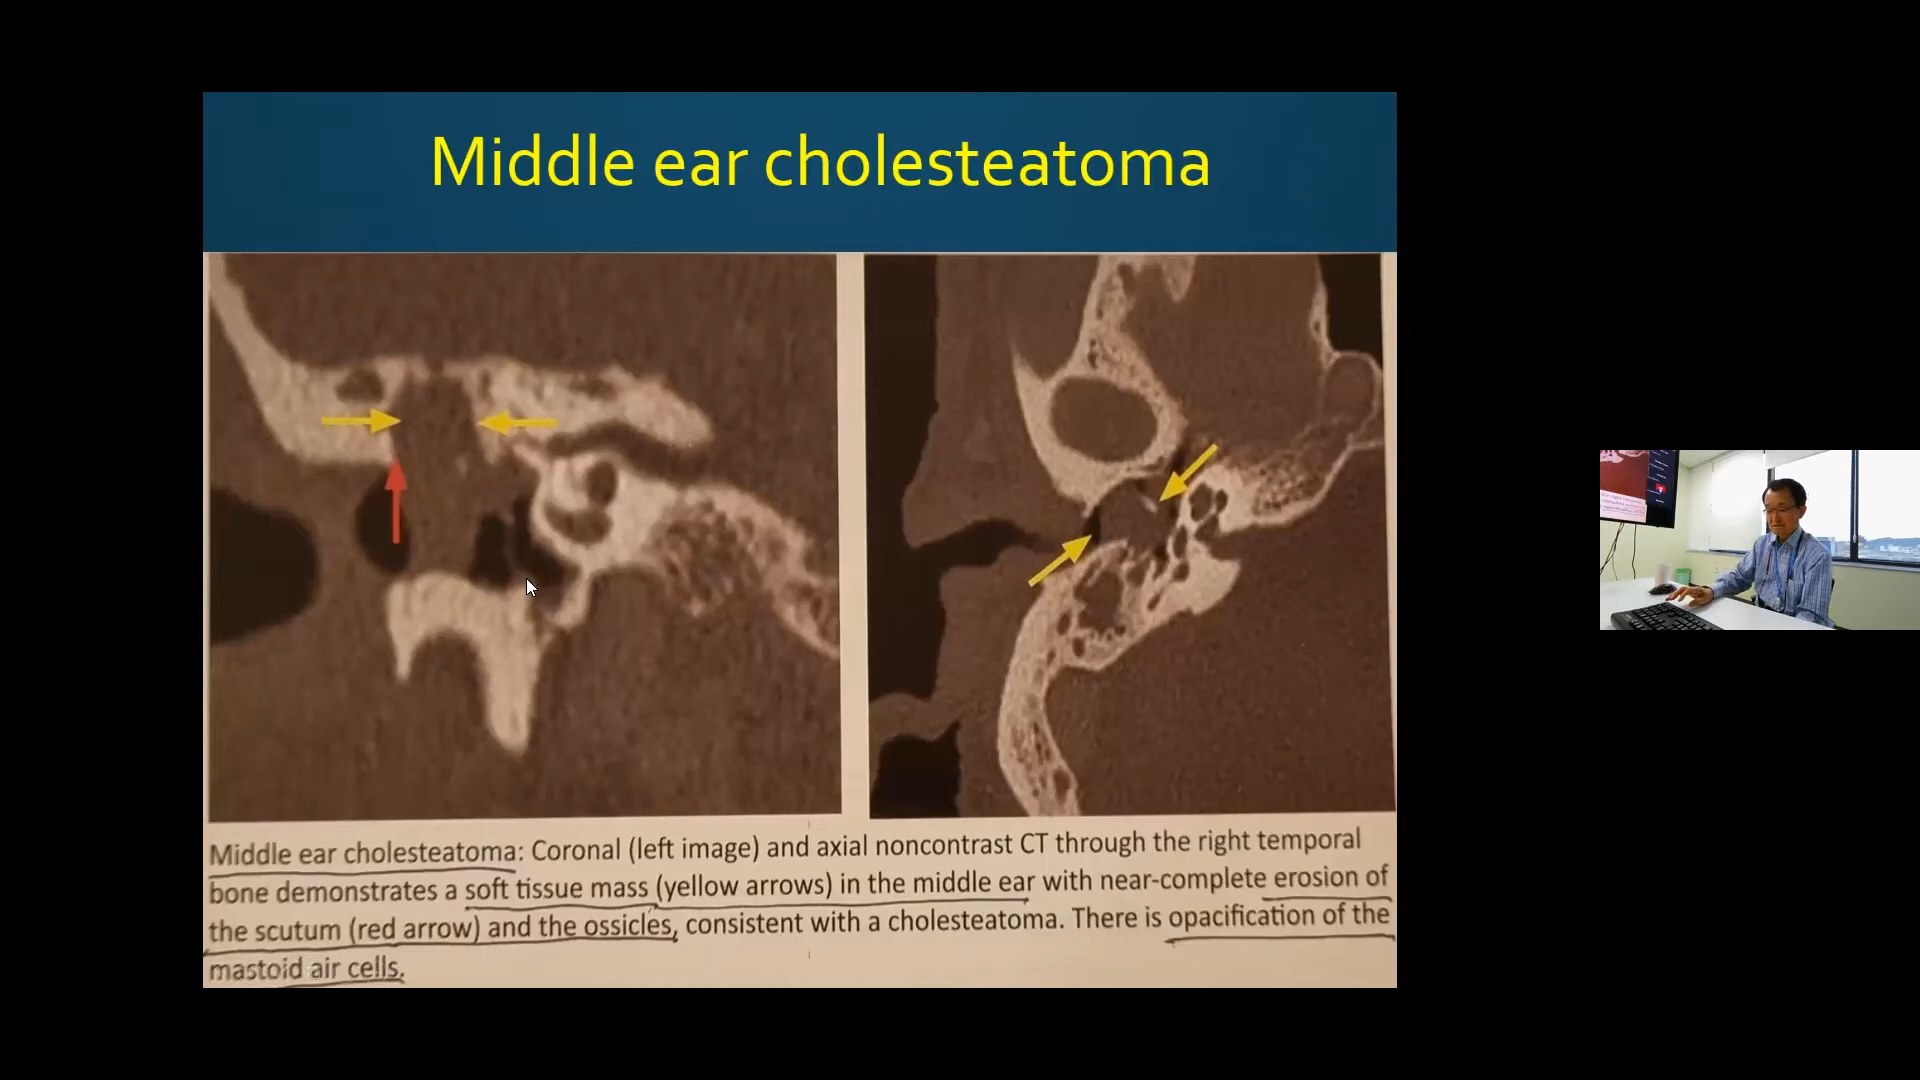 Middle ear cholesteatoma
Middle ear cholesteatoma: Coronal (left image) and axial noncontrast CT through the right temporal
bone demonstrates a soft tissue mass (yellow arrows) in the middle ear with near-complete erosion of
the scutum (red arrow) and the ossicles, consistent with a cholesteatoma. There is opacification of the
mastoid air cells.